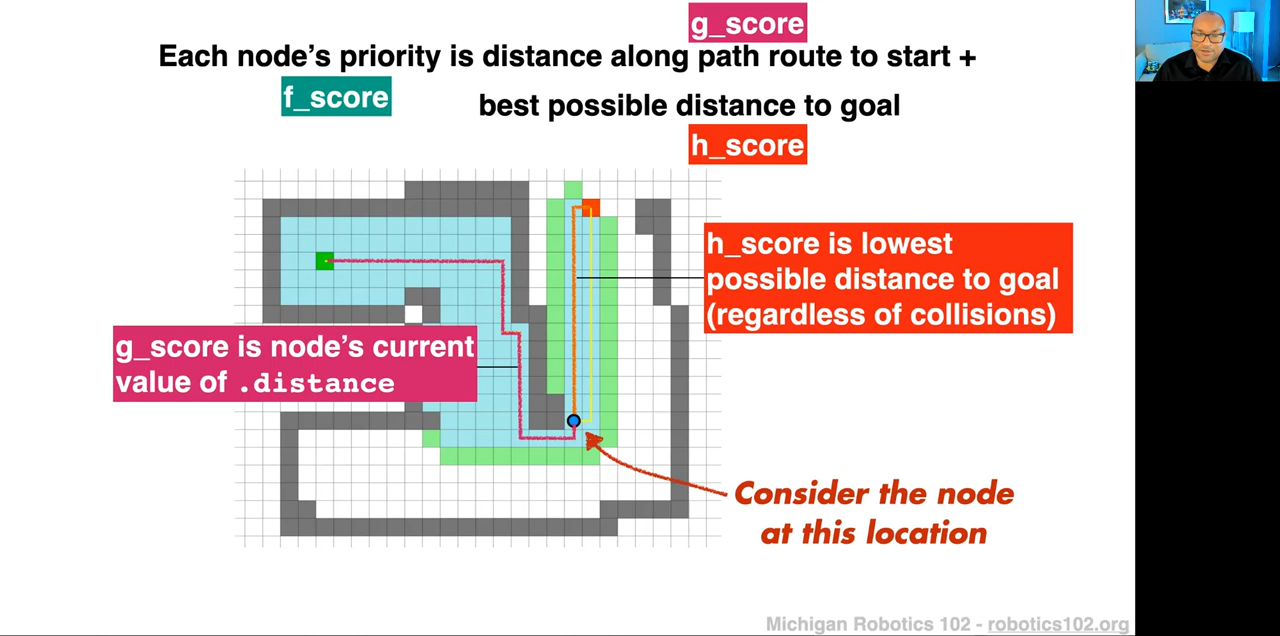 g_score
Each node’s priority is distance along path route to start +
f_score
best possible distance to goal
h_score
h_score is lowest
possible distance to goal
(regardless of collisions)
g_score is node’s current
value of .distance
Consider the node
at this location
Michigan Robotics 102 - robotics102.org